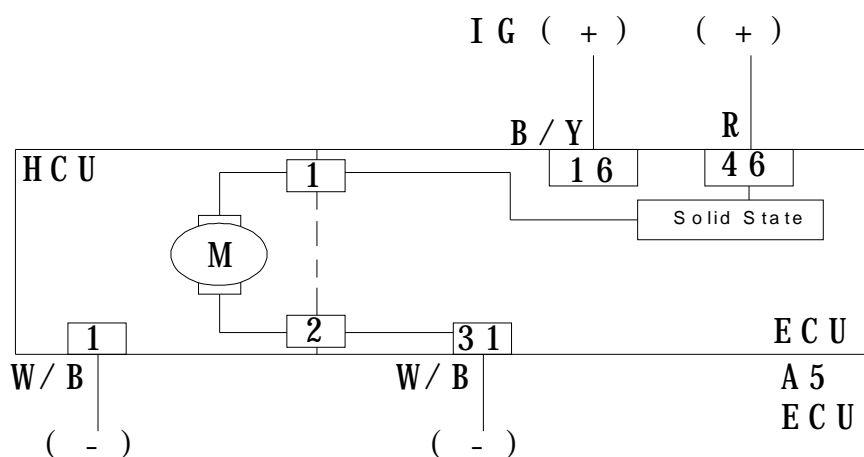 IG ( + ) ( + )
B/Y R
HCU 1 16 46
Solid State
M
1 2 31 ECU
W/B W/B A5
ECU
( - ) ( - )